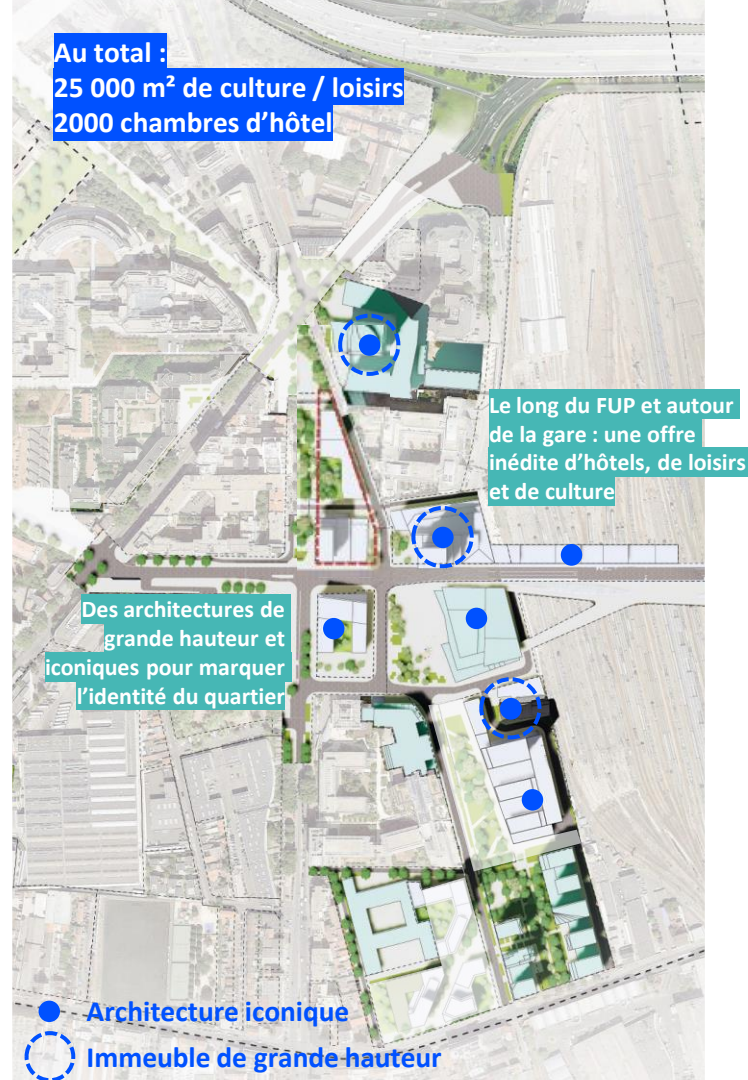 Au total :
25 000 m² de culture / loisirs
2000 chambres d’hôtel
Le long du FUP et autour
de la gare : une offre
inédite d’hôtels, de loisirs
et de culture
Des architectures de
grande hauteur et
iconiques pour marquer
l’identité du quartier
Architecture iconique
Immeuble de grande hauteur